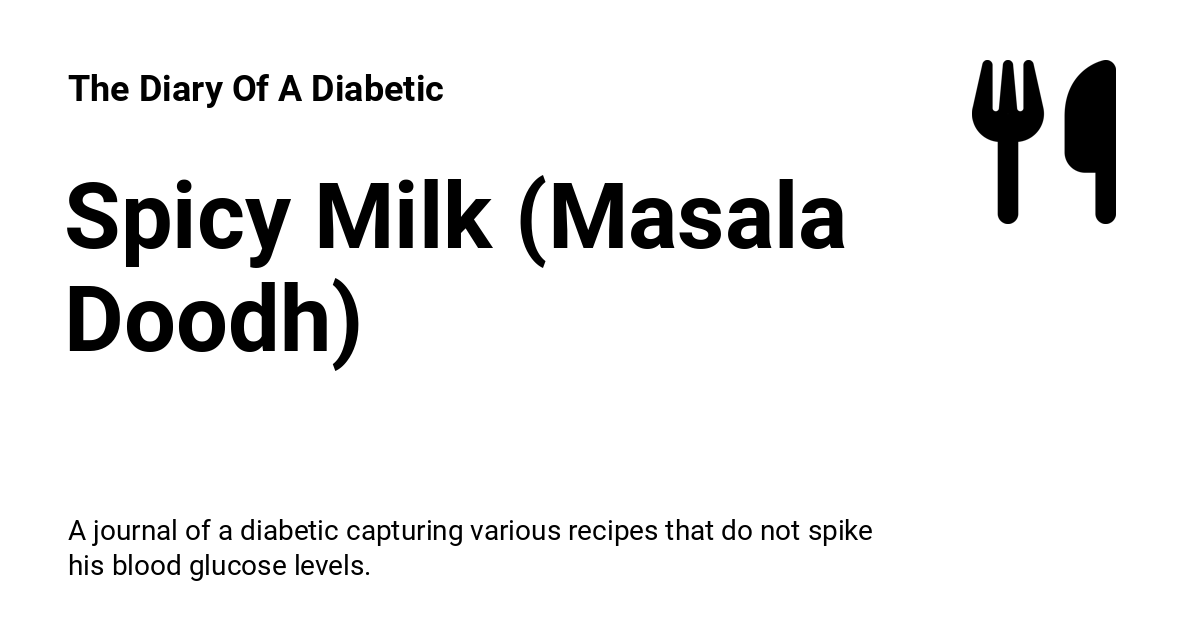 The Diary Of A Diabetic
Spicy Milk (Masala
Doodh)
A journal of a diabetic capturing various recipes that do not spike
his blood glucose levels.